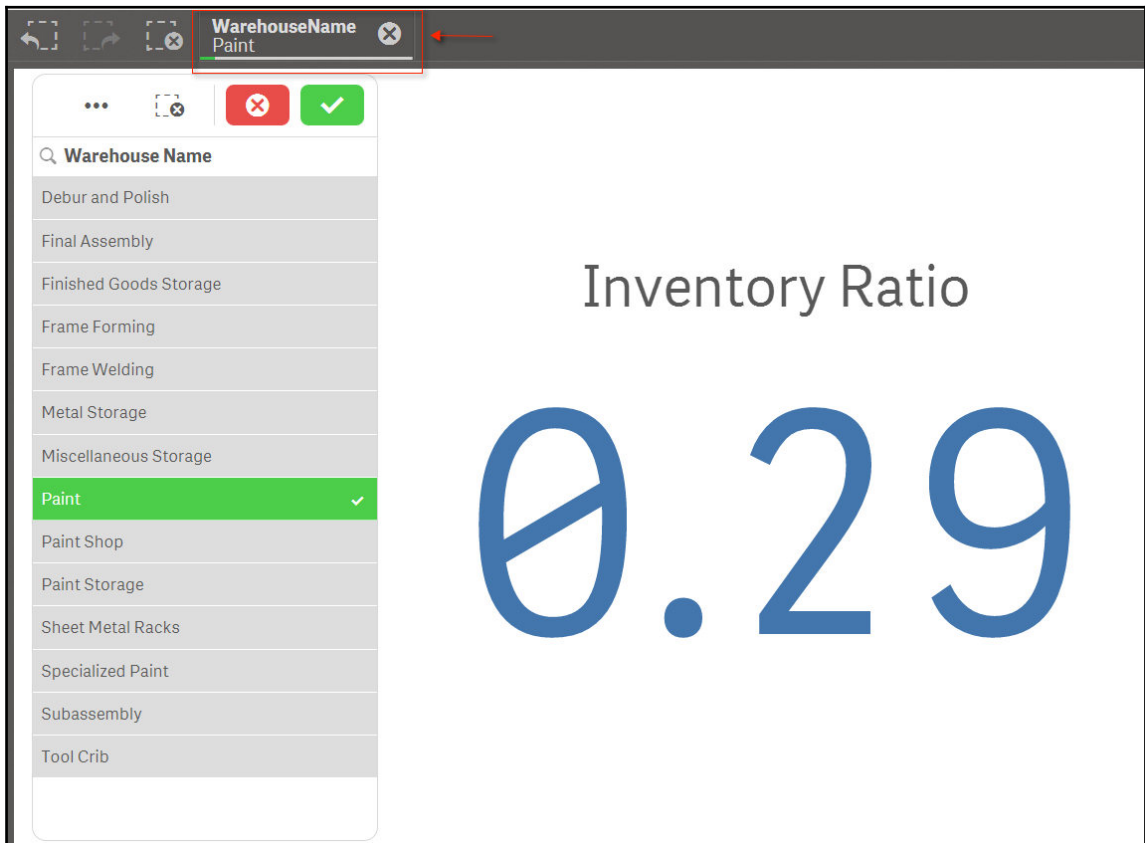 WarehouseName
Paint
Warehouse Name
Debur and Polish
Final Assembly
Finished Goods Storage
Frame Forming
Frame Welding
Metal Storage
Miscellaneous Storage
Paint
Paint Shop
Paint Storage
Sheet Metal Racks
Specialized Paint
Subassembly
Tool Crib
Inventory Ratio
0.29